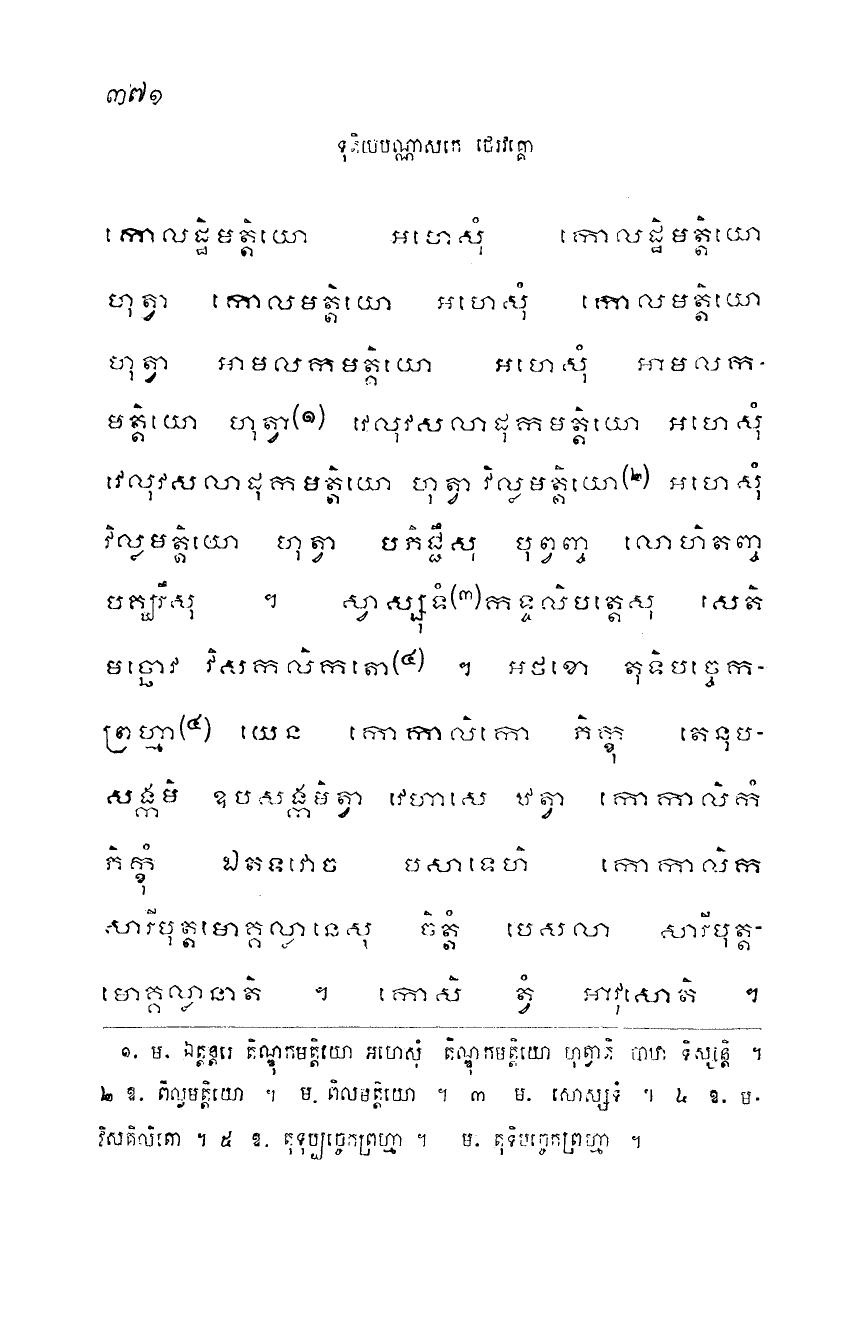 ៣៧១
ទុតិយបណ្ណាសកេ ថេរវគ្គោ
កោលដ្ឋិមត្តិយោ អហេសុំ កោលដ្ឋិមត្តិយោ
ហុត្វា កោលមត្តិយោ អហេសុំ កោលមត្តិយោ
ហុត្វា អាមលកមត្តិយោ អហេសុំ អាមលក-
មត្តិយោ ហុត្វា(១) វេលុវសលាដុកមត្តិយោ អហេសុំ
វេលុវសលាដុកមត្តិយោ ហុត្វា វិល្លមត្តិយោ(២) អហេសុំ
វិល្លមត្តិយោ ហុត្វា បភិជ្ជឹសុ បុព្វញ្ច លោហិតញ្ច
បគ្ឃរឹសុ ។ ស្វាស្សុទំ(៣)កទ្ទលិបត្តេសុ សេតិ
មច្ឆោវ វិសកលិកតោ(៤) ។ អថខោ តុទិបច្ចេក-
ព្រហ្មា(៥) យេន កោកាលិកោ ភិក្ខុ តេនុប-
សង្កមិ ឧបសង្កមិត្វា វេហាសេ ឋត្វា កោកាលិកំ
ភិក្ខុំ ឯតទវោច បសាទេហិ កោកាលិក
សារីបុត្តមោគ្គល្លានេសុ ចិត្តំ បេសលា សារីបុត្ត-
មោគ្គល្លានាតិ ។ កោសិ ត្វំ អាវុសោតិ ។
១. ម. ឯត្ថន្តរេ តិណ្ឌុកមត្តិយោ អហេសុំ តិណ្ឌុកមត្តិយោ ហុត្វាតិ បាឋា ទិស្សន្តិ ។
២ ឧ. ពិល្លមត្តិយោ ។ ម. ពិលមត្តិយោ ។ ៣ ម. សោស្សុទំ ។ ៤ ឧ. ម.
វិសគិលិតោ ។ ៥ ឧ. តុទុប្បច្ចេកព្រហ្មា ។ ម. តុទិបច្ចេកព្រហ្មា ។